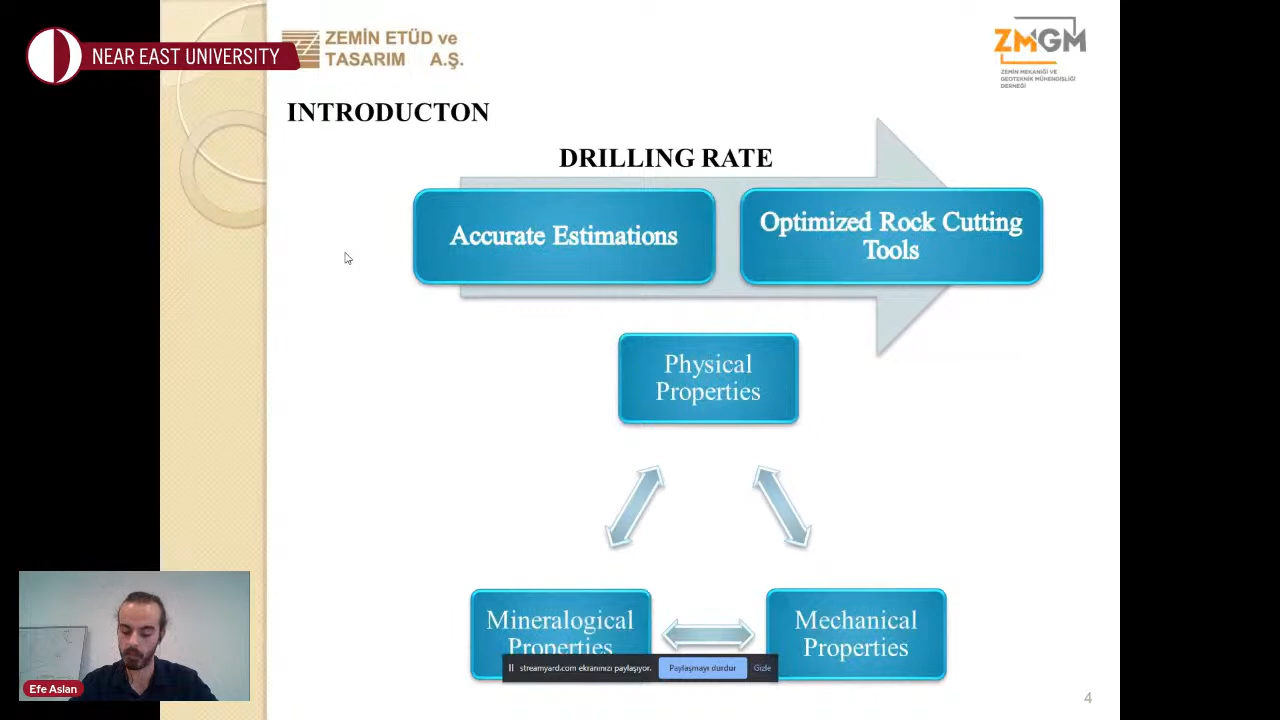 NEAR EAST UNIVERSITY
ZEMİN ETÜD ve
TASARIM A.Ş.
ZMGM
ZEMİN MEKANİĞİ VE
GEOTEKNİK MÜHENDİSLİĞİ
DERNEĞİ
INTRODUCTON
DRILLING RATE
Accurate Estimations
Optimized Rock Cutting
Tools
Physical
Properties
Mineralogical
Properties
Mechanical
Properties
streamyard.com ekranınızı paylaşıyor.
Paylaşmayı durdur
Gizle
Efe Aslan
4